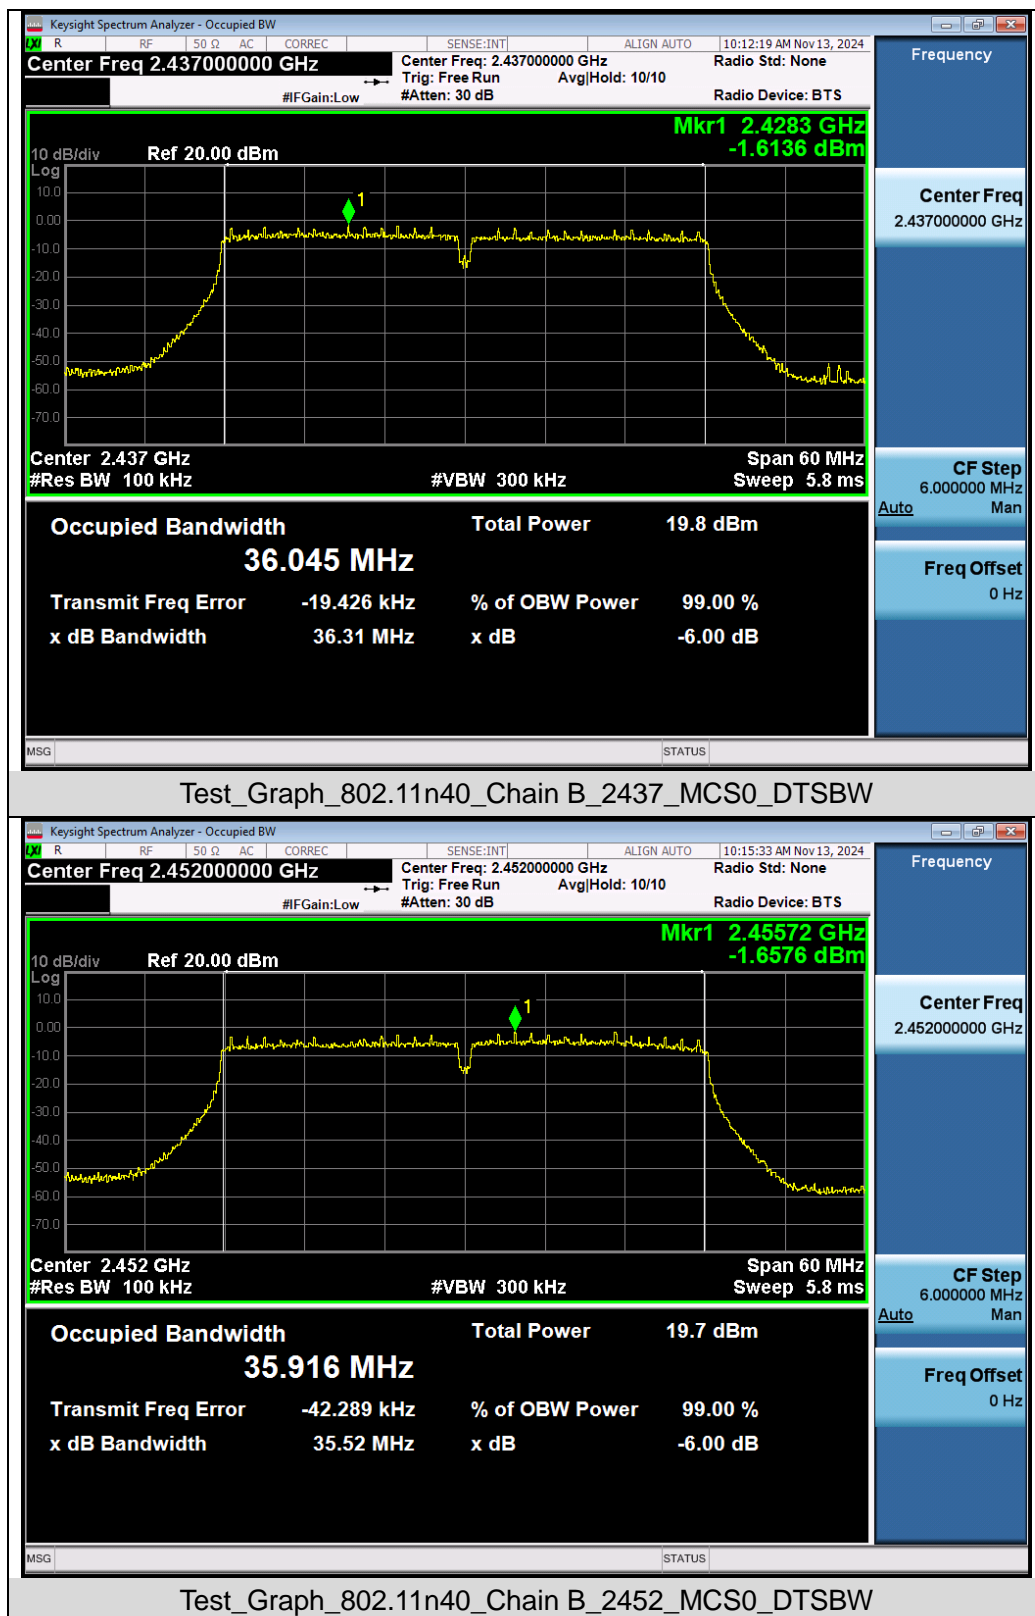 Keysight Spectrum Analyzer - Occupied BW
LXI R RF 50 Ω AC CORREC SENSE:INT ALIGN AUTO 10:12:19 AM Nov 13, 2024
Center Freq 2.437000000 GHz
Center Freq: 2.437000000 GHz Radio Std: None
Trig: Free Run Avg|Hold: 10/10
#IFGain:Low #Atten: 30 dB Radio Device: BTS
Frequency
Mkr1 2.4283 GHz
-1.6136 dBm
10 dB/div Ref 20.00 dBm
Log
10.0
0.00
-10.0
-20.0
-30.0
-40.0
-50.0
-60.0
-70.0
1
Center 2.437 GHz Span 60 MHz
#Res BW 100 kHz #VBW 300 kHz Sweep 5.8 ms
Center Freq
2.437000000 GHz
CF Step
6.000000 MHz
Auto Man
Freq Offset
0 Hz
Occupied Bandwidth Total Power 19.8 dBm
36.045 MHz
Transmit Freq Error -19.426 kHz % of OBW Power 99.00 %
x dB Bandwidth 36.31 MHz x dB -6.00 dB
MSG STATUS
Test_Graph_802.11n40_Chain B_2437_MCS0_DTSBW
Keysight Spectrum Analyzer - Occupied BW
LXI R RF 50 Ω AC CORREC SENSE:INT ALIGN AUTO 10:15:33 AM Nov 13, 2024
Center Freq 2.452000000 GHz
Center Freq: 2.452000000 GHz Radio Std: None
Trig: Free Run Avg|Hold: 10/10
#IFGain:Low #Atten: 30 dB Radio Device: BTS
Frequency
Mkr1 2.45572 GHz
-1.6576 dBm
10 dB/div Ref 20.00 dBm
Log
10.0
0.00
-10.0
-20.0
-30.0
-40.0
-50.0
-60.0
-70.0
1
Center 2.452 GHz Span 60 MHz
#Res BW 100 kHz #VBW 300 kHz Sweep 5.8 ms
Center Freq
2.452000000 GHz
CF Step
6.000000 MHz
Auto Man
Freq Offset
0 Hz
Occupied Bandwidth Total Power 19.7 dBm
35.916 MHz
Transmit Freq Error -42.289 kHz % of OBW Power 99.00 %
x dB Bandwidth 35.52 MHz x dB -6.00 dB
MSG STATUS
Test_Graph_802.11n40_Chain B_2452_MCS0_DTSBW